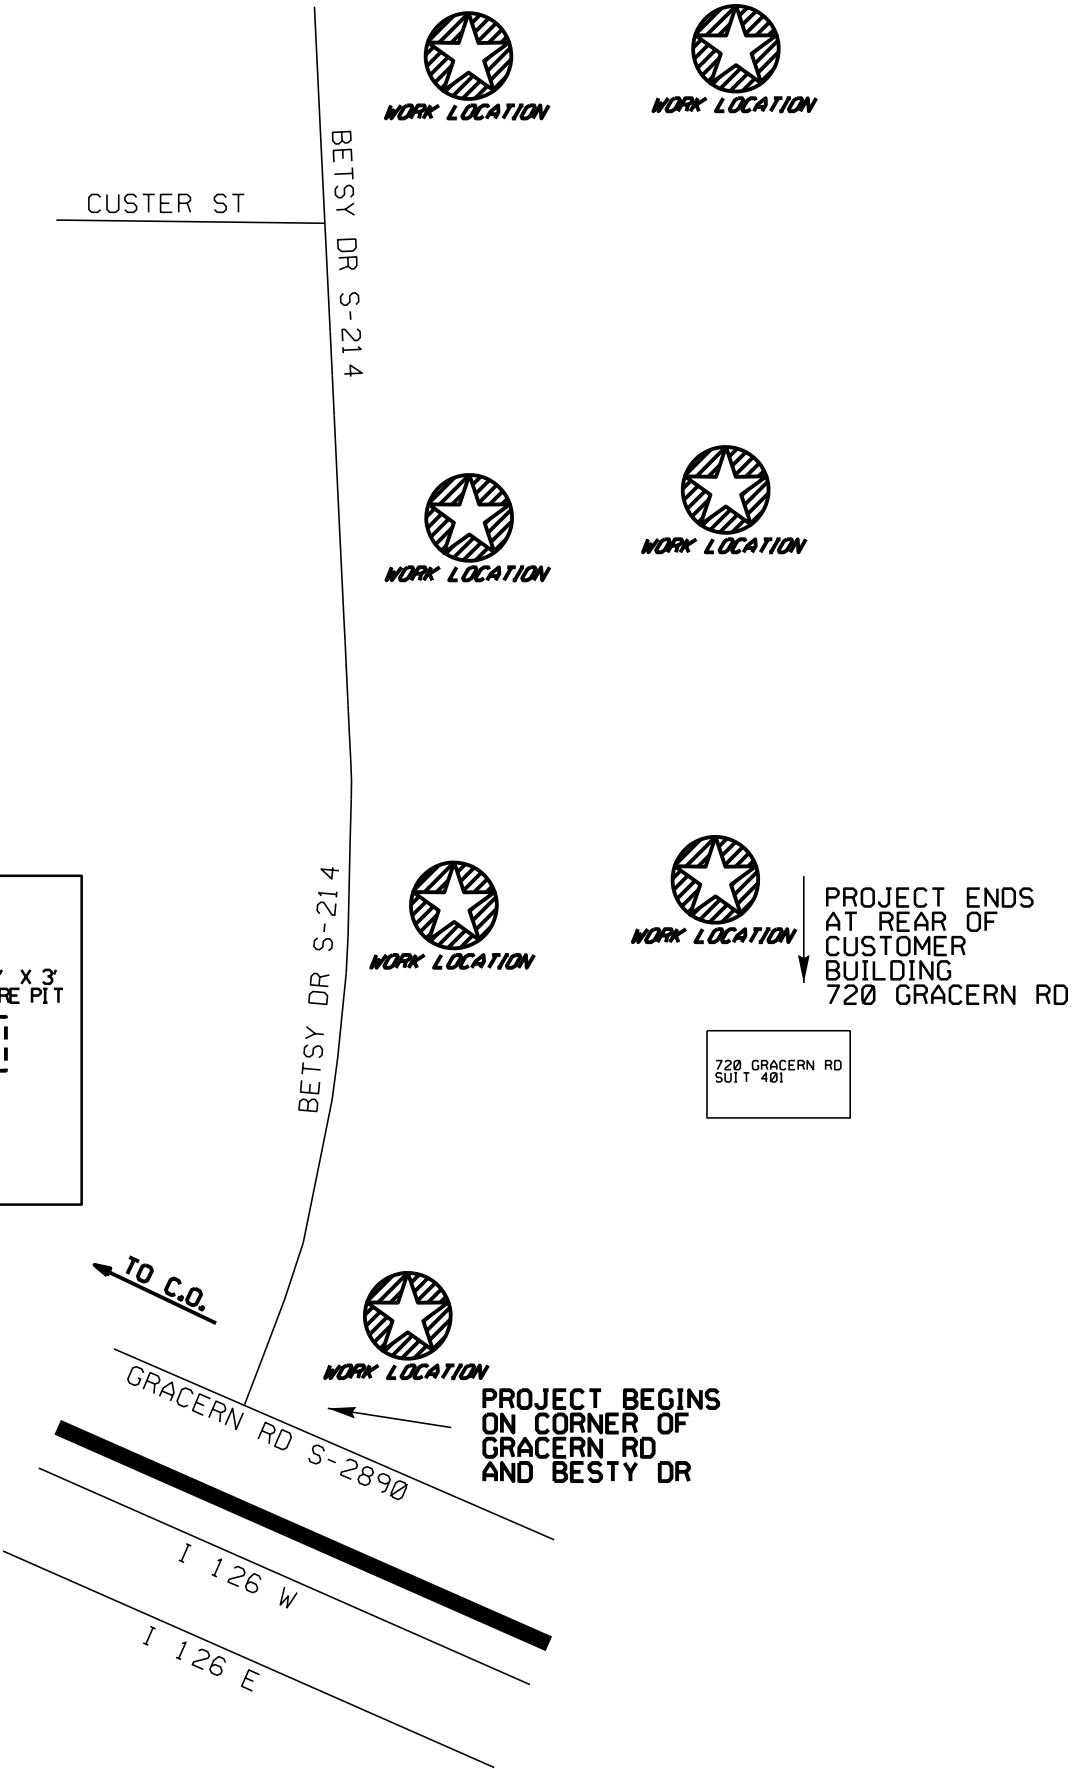 WORK LOCATION
WORK LOCATION
BETSY DR S-214
CUSTER ST
WORK LOCATION
WORK LOCATION
BETSY DR S-214
WORK LOCATION
WORK LOCATION
PROJECT ENDS
AT REAR OF
CUSTOMER
BUILDING
720 GRACERN RD
X 3'
PIT
720 GRACERN RD
SUIT 401
TO C.O.
WORK LOCATION
PROJECT BEGINS
ON CORNER OF
GRACERN RD
AND BESTY DR
GRACERN RD S-2890
I 126 W
I 126 E